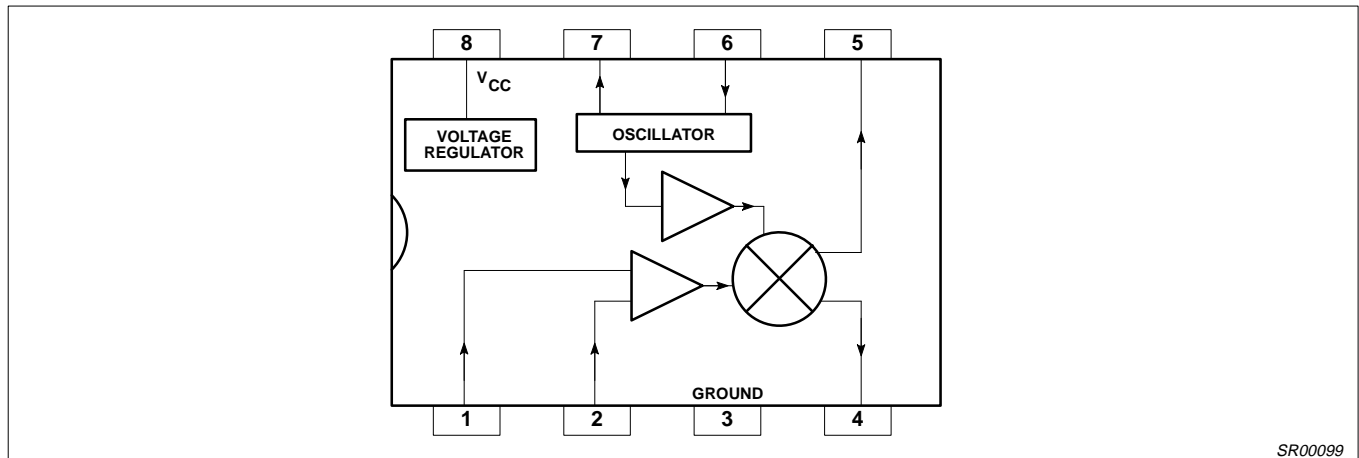 8 7 6 5
VCC
VOLTAGE
REGULATOR
OSCILLATOR
GROUND
1 2 3 4
SR00099